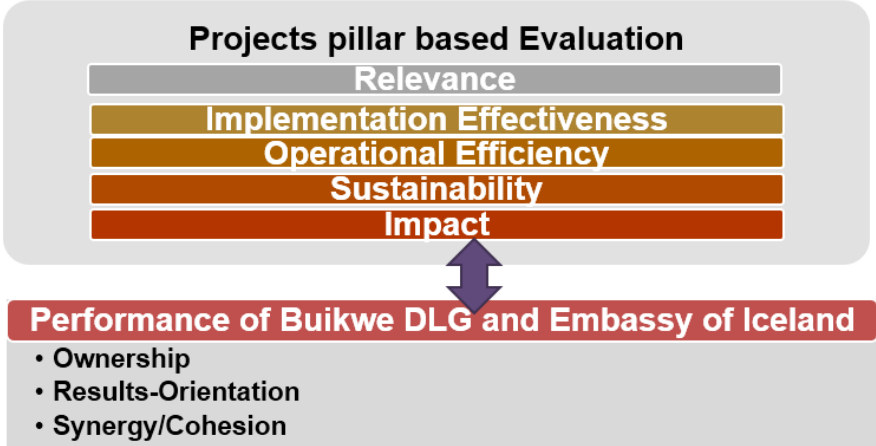 Projects pillar based Evaluation
Relevance
Implementation Effectiveness
Operational Efficiency
Sustainability
Impact
Performance of Buikwe DLG and Embassy of Iceland
• Ownership
• Results-Orientation
• Synergy/Cohesion